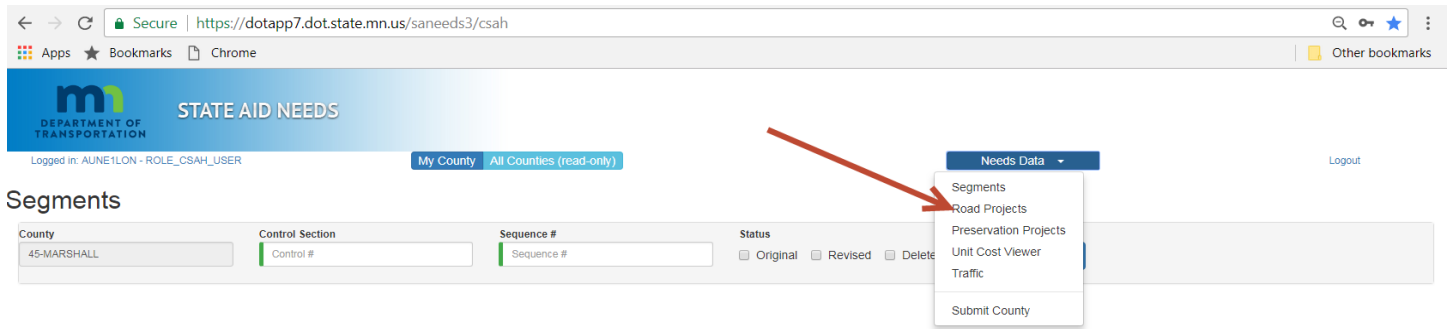 Secure | https://dotapp7.dot.state.mn.us/saneeds3/csah
Apps Bookmarks Chrome Other bookmarks
mn
DEPARTMENT OF
TRANSPORTATION
STATE AID NEEDS
Logged in: AUNE1LON - ROLE_CSAH_USER My County All Counties (read-only) Needs Data Logout
Segments
Road Projects
Preservation Projects
Unit Cost Viewer
Traffic
Submit County
Segments
County Control Section Sequence # Status
45-MARSHALL Control # Sequence # Original Revised Delete